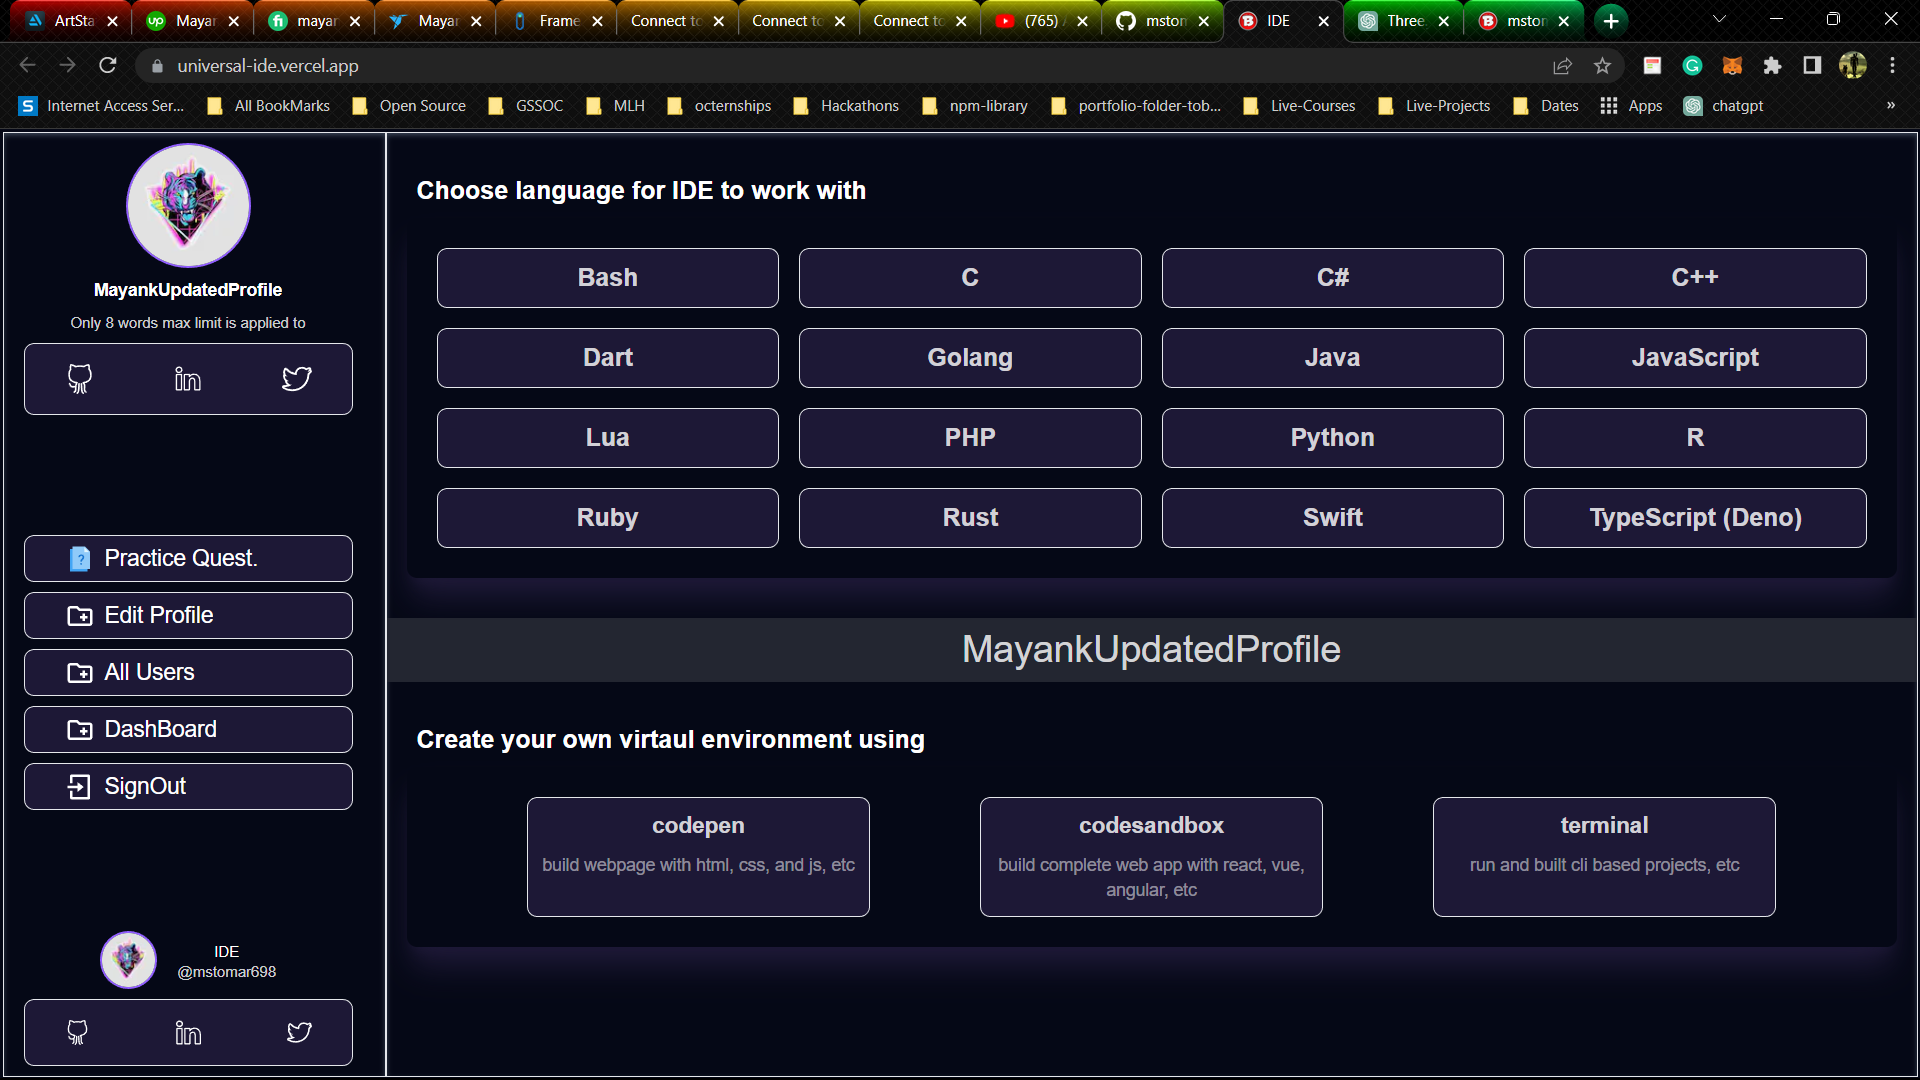 ArtSta
Mayan
mayan
Mayan
Frame
Connect to
Connect to
Connect to
(765)
mstom
IDE
Three.
mstom
universal-ide.vercel.app
Internet Access Ser...
All BookMarks
Open Source
GSSOC
MLH
octernships
Hackathons
npm-library
portfolio-folder-tob...
Live-Courses
Live-Projects
Dates
Apps
chatgpt
»
MayankUpdatedProfile
Only 8 words max limit is applied to
Practice Quest.
Edit Profile
All Users
DashBoard
SignOut
IDE
@mstomar698
Choose language for IDE to work with
Bash
C
C#
C++
Dart
Golang
Java
JavaScript
Lua
PHP
Python
R
Ruby
Rust
Swift
TypeScript (Deno)
MayankUpdatedProfile
Create your own virtaul environment using
codepen
build webpage with html, css, and js, etc
codesandbox
build complete web app with react, vue,
angular, etc
terminal
run and built cli based projects, etc